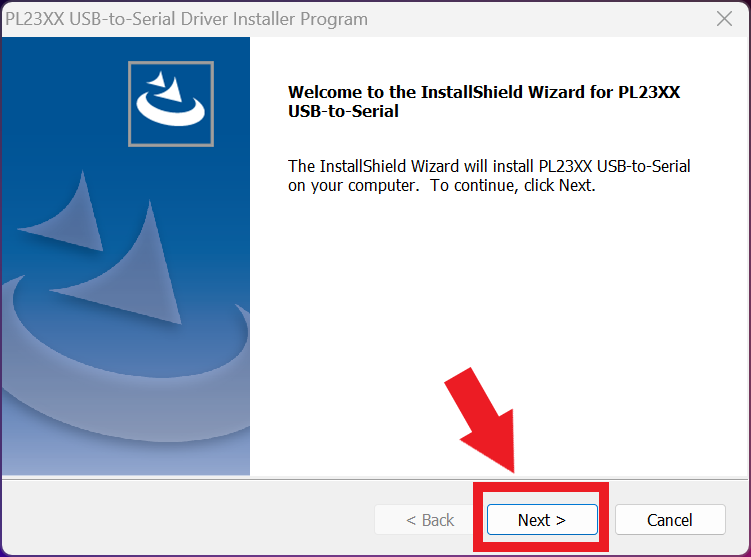 PL23XX USB-to-Serial Driver Installer Program
Welcome to the InstallShield Wizard for PL23XX
USB-to-Serial
The InstallShield Wizard will install PL23XX USB-to-Serial
on your computer.  To continue, click Next.
< Back
Next >
Cancel